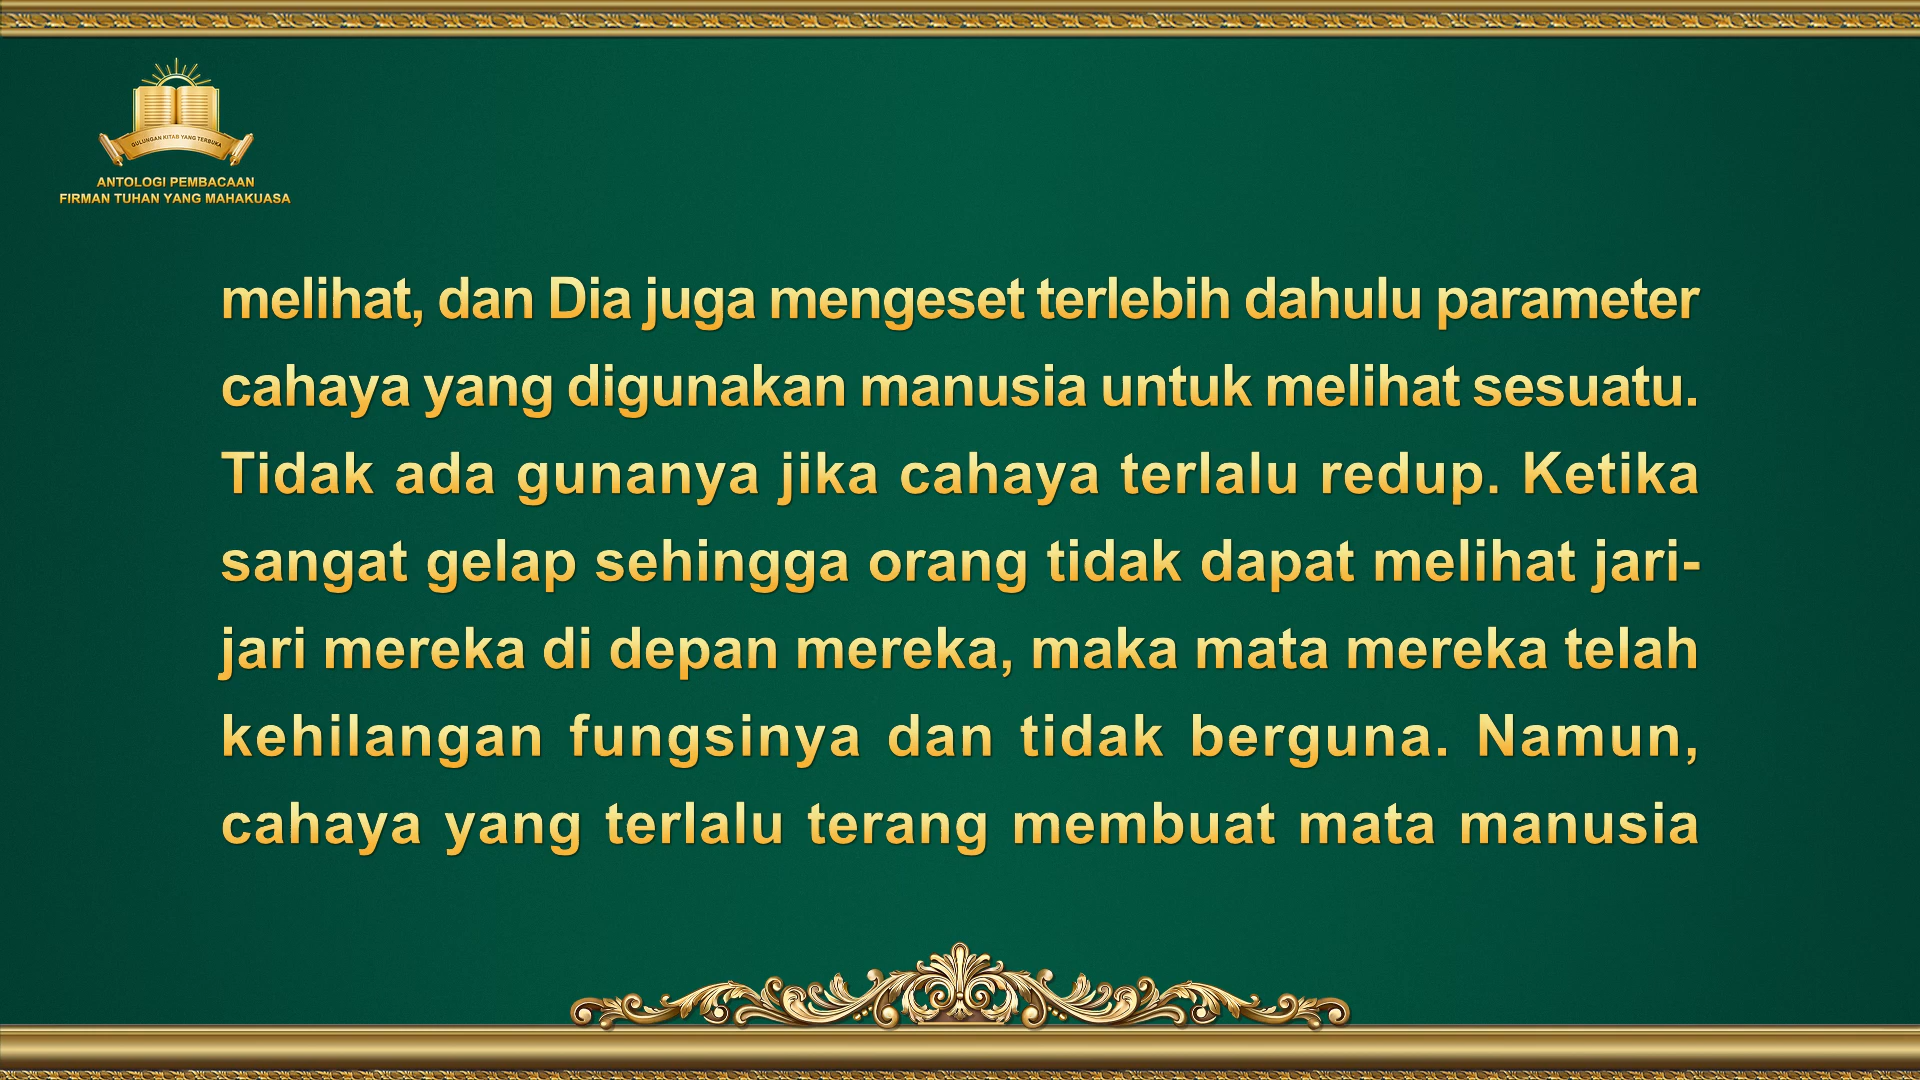 GULUNGAN KITAB YANG TERBUKA
ANTOLOGI PEMBACAAN
FIRMAN TUHAN YANG MAHAKUASA
melihat, dan Dia juga mengeset terlebih dahulu parameter
cahaya yang digunakan manusia untuk melihat sesuatu.
Tidak ada gunanya jika cahaya terlalu redup. Ketika
sangat gelap sehingga orang tidak dapat melihat jari-
jari mereka di depan mereka, maka mata mereka telah
kehilangan fungsinya dan tidak berguna. Namun,
cahaya yang terlalu terang membuat mata manusia